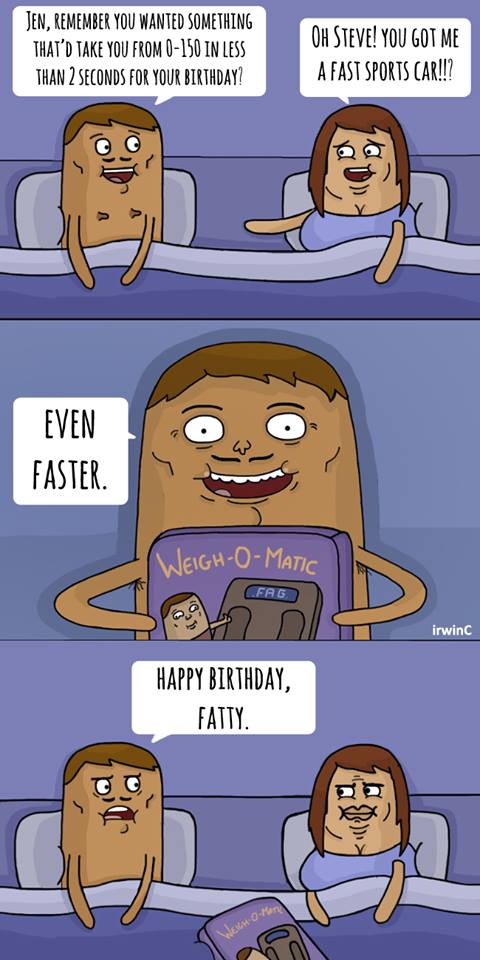 JEN, REMEMBER YOU WANTED SOMETHING
THAT'D TAKE YOU FROM 0-150 IN LESS
THAN 2 SECONDS FOR YOUR BIRTHDAY?
OH STEVE! YOU GOT ME
A FAST SPORTS CAR!!?
EVEN
FASTER.
WEIGH-O-MATIC
FAG
irwinC
HAPPY BIRTHDAY,
FATTY.
WEIGH-O-MATIC